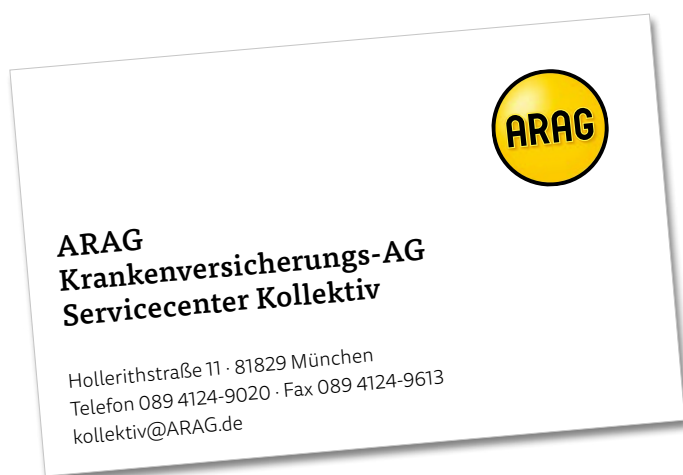 ARAG
ARAG
Krankenversicherungs-AG
Servicecenter Kollektiv
Hollerithstraße 11 · 81829 München
Telefon 089 4124-9020 · Fax 089 4124-9613
kollektiv@ARAG.de